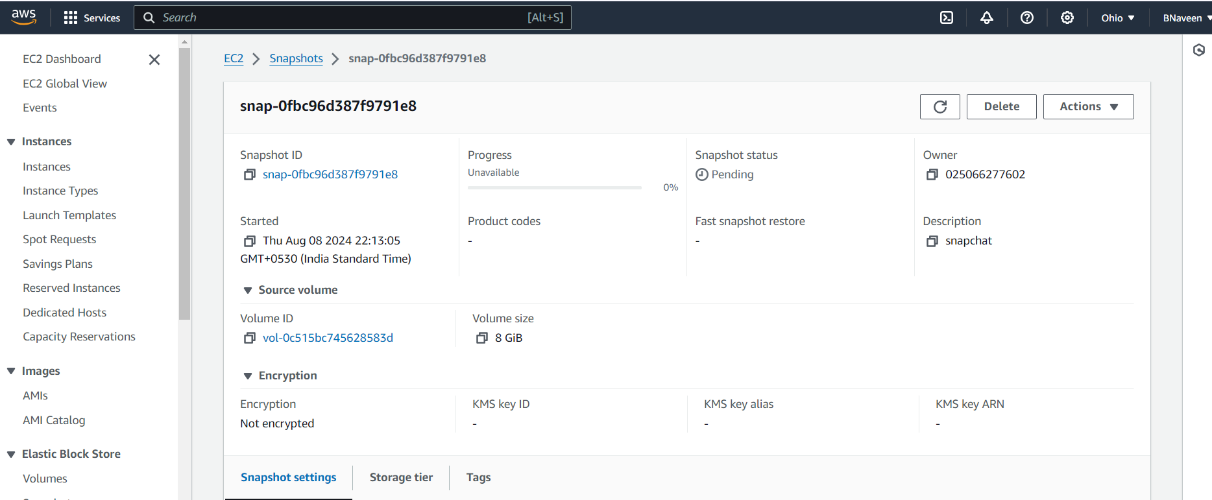 aws Services Search [Alt+S] Ohio ▼ BNaveen ▼
EC2 Dashboard
EC2 Global View
Events
Instances
Instances
Instance Types
Launch Templates
Spot Requests
Savings Plans
Reserved Instances
Dedicated Hosts
Capacity Reservations
Images
AMIs
AMI Catalog
Elastic Block Store
Volumes
EC2 > Snapshots > snap-0fbc96d387f9791e8
snap-0fbc96d387f9791e8
Delete Actions ▼
Snapshot ID
snap-0fbc96d387f9791e8
Progress
Unavailable
0%
Snapshot status
Pending
Owner
025066277602
Started
Thu Aug 08 2024 22:13:05
GMT+0530 (India Standard Time)
Product codes
-
Fast snapshot restore
-
Description
snapchat
Source volume
Volume ID
vol-0c515bc745628583d
Volume size
8 GiB
Encryption
Encryption
Not encrypted
KMS key ID
-
KMS key alias
-
KMS key ARN
-
Snapshot settings Storage tier Tags